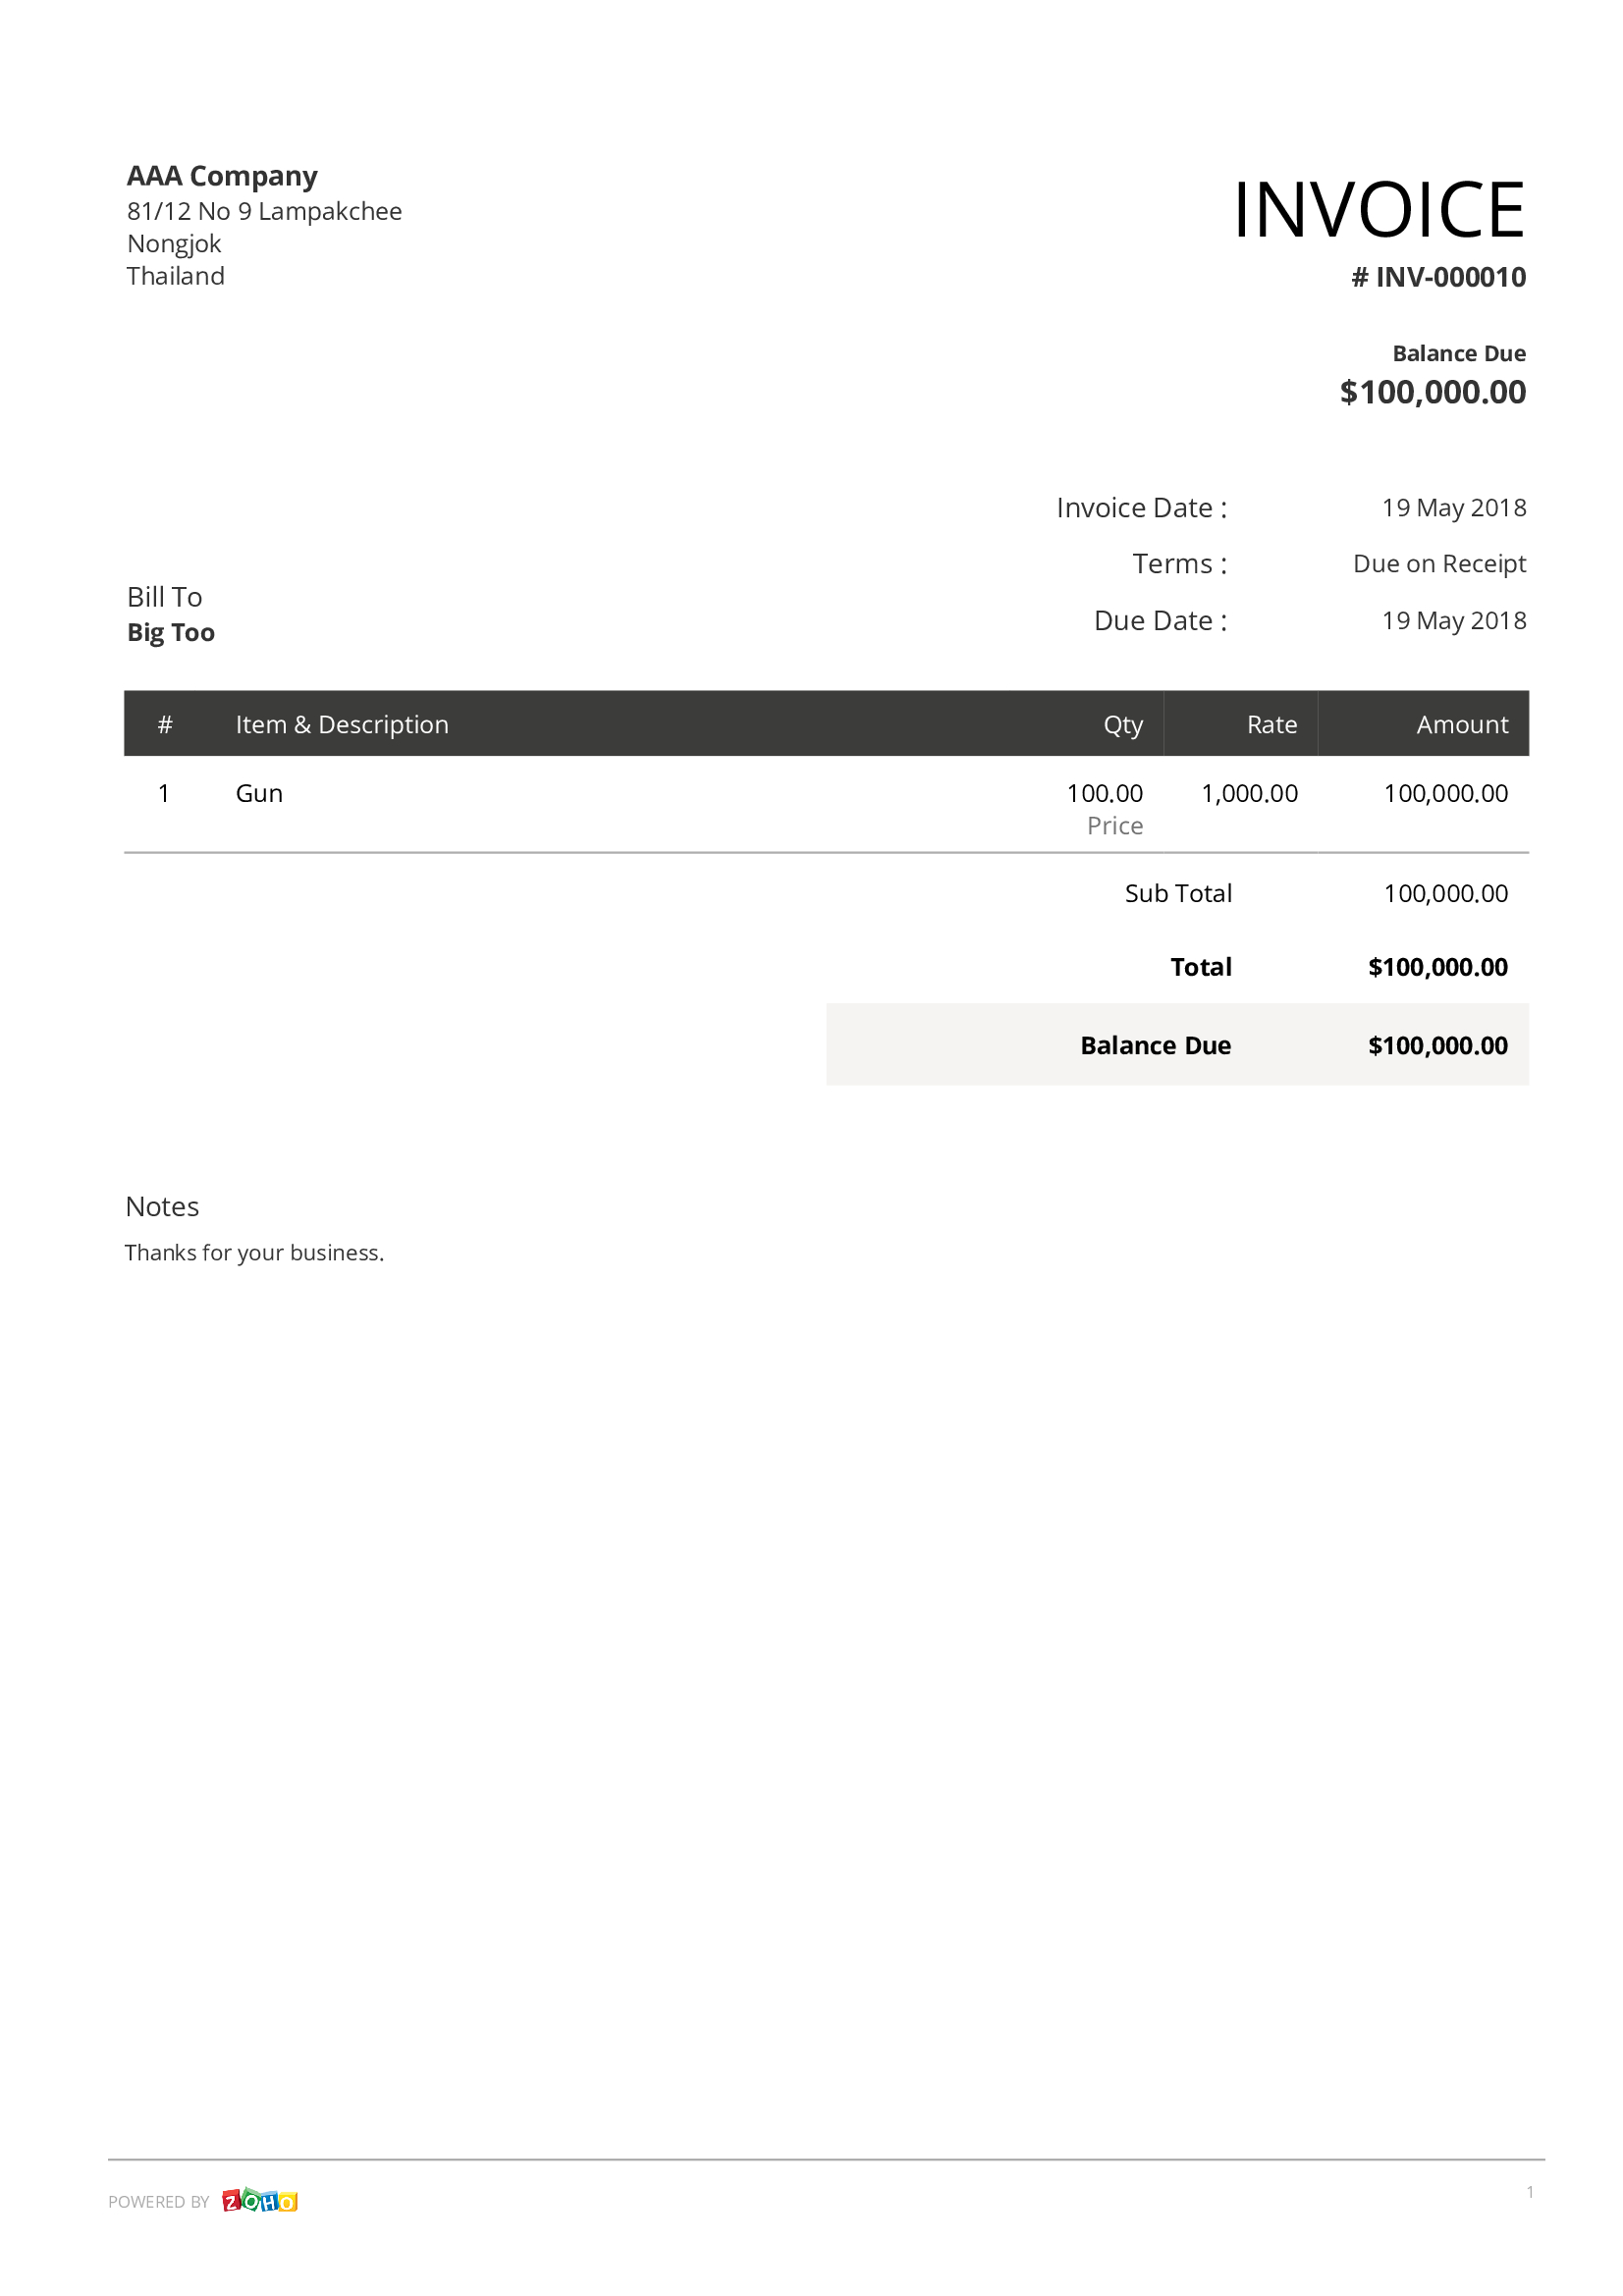 AAA Company
81/12 No 9 Lampakchee
Nongjok
Thailand
INVOICE
# INV-000010
Balance Due
$100,000.00
Invoice Date : 19 May 2018
Terms : Due on Receipt
Due Date : 19 May 2018
Bill To
Big Too
# Item & Description Qty Rate Amount
1 Gun 100.00 1,000.00 100,000.00
Price
Sub Total 100,000.00
Total $100,000.00
Balance Due $100,000.00
Notes
Thanks for your business.
POWERED BY ZOHO
1